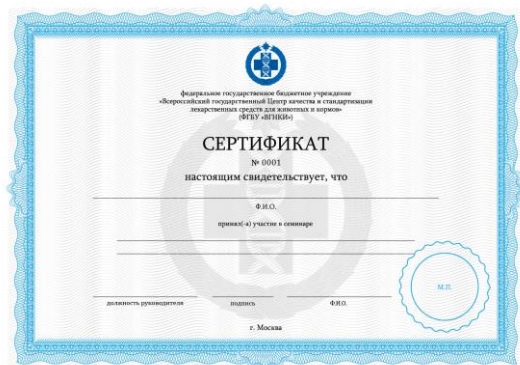 федеральное государственное бюджетное учреждение
«Всероссийский государственный Центр качества и стандартизации
лекарственных средств для животных и кормов»
(ФГБУ «ВГНКИ»)
СЕРТИФИКАТ
№ 0001
настоящим свидетельствует, что
Ф.И.О.
принял(-а) участие в семинаре
М.П.
должность руководителя подпись Ф.И.О.
г. Москва